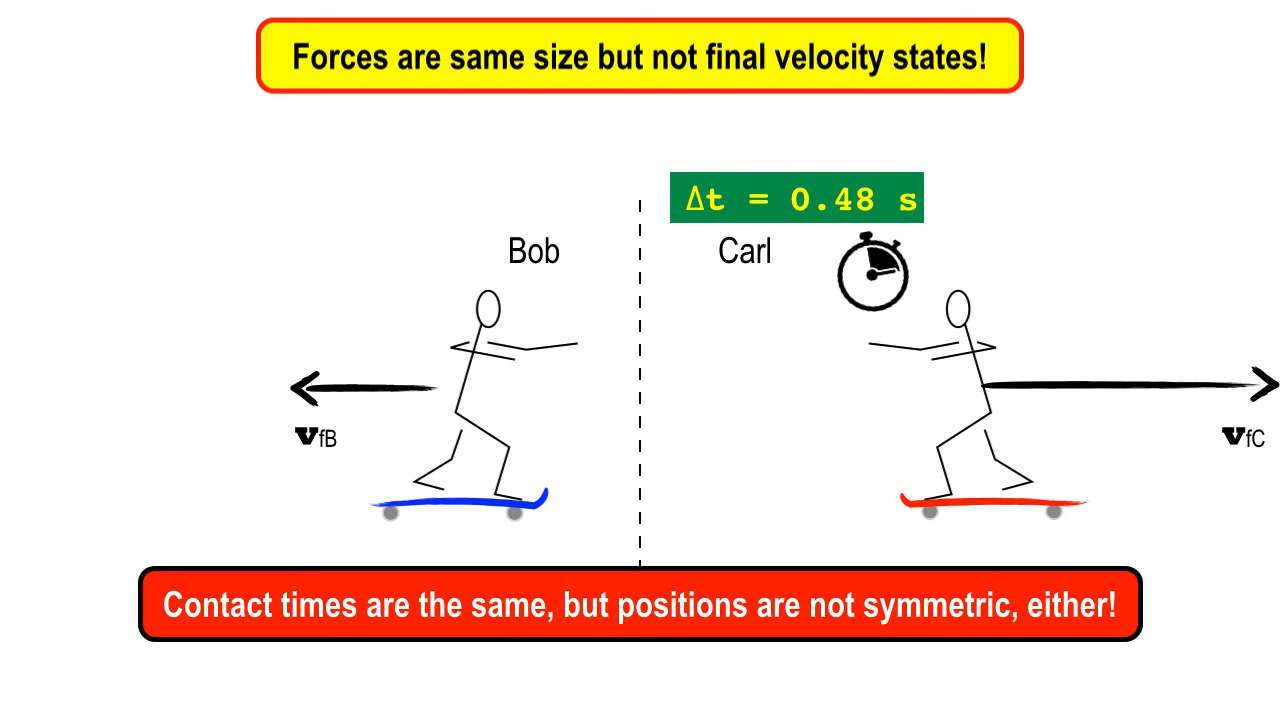 Forces are same size but not final velocity states!
Δt = 0.48 s
Bob
Carl
vfB
vfC
Contact times are the same, but positions are not symmetric, either!